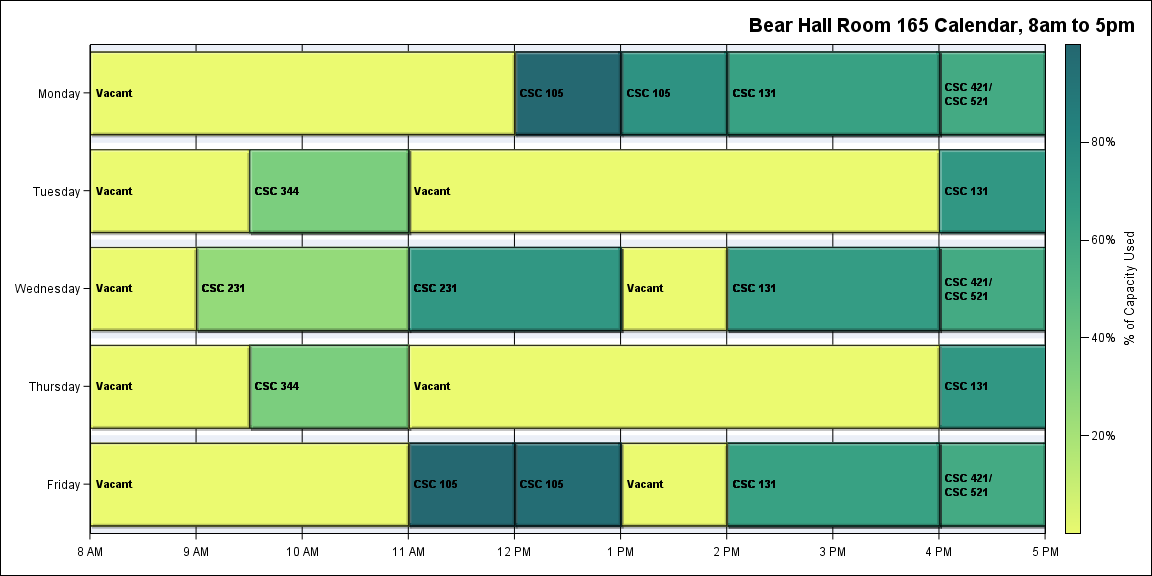 Bear Hall Room 165 Calendar, 8am to 5pm
Monday
Vacant
CSC 105
CSC 105
CSC 131
CSC 421/
CSC 521
Tuesday
Vacant
CSC 344
Vacant
CSC 131
Wednesday
Vacant
CSC 231
CSC 231
Vacant
CSC 131
CSC 421/
CSC 521
Thursday
Vacant
CSC 344
Vacant
CSC 131
Friday
Vacant
CSC 105
CSC 105
Vacant
CSC 131
CSC 421/
CSC 521
8 AM
9 AM
10 AM
11 AM
12 PM
1 PM
2 PM
3 PM
4 PM
5 PM
80%
60%
40%
20%
% of Capacity Used